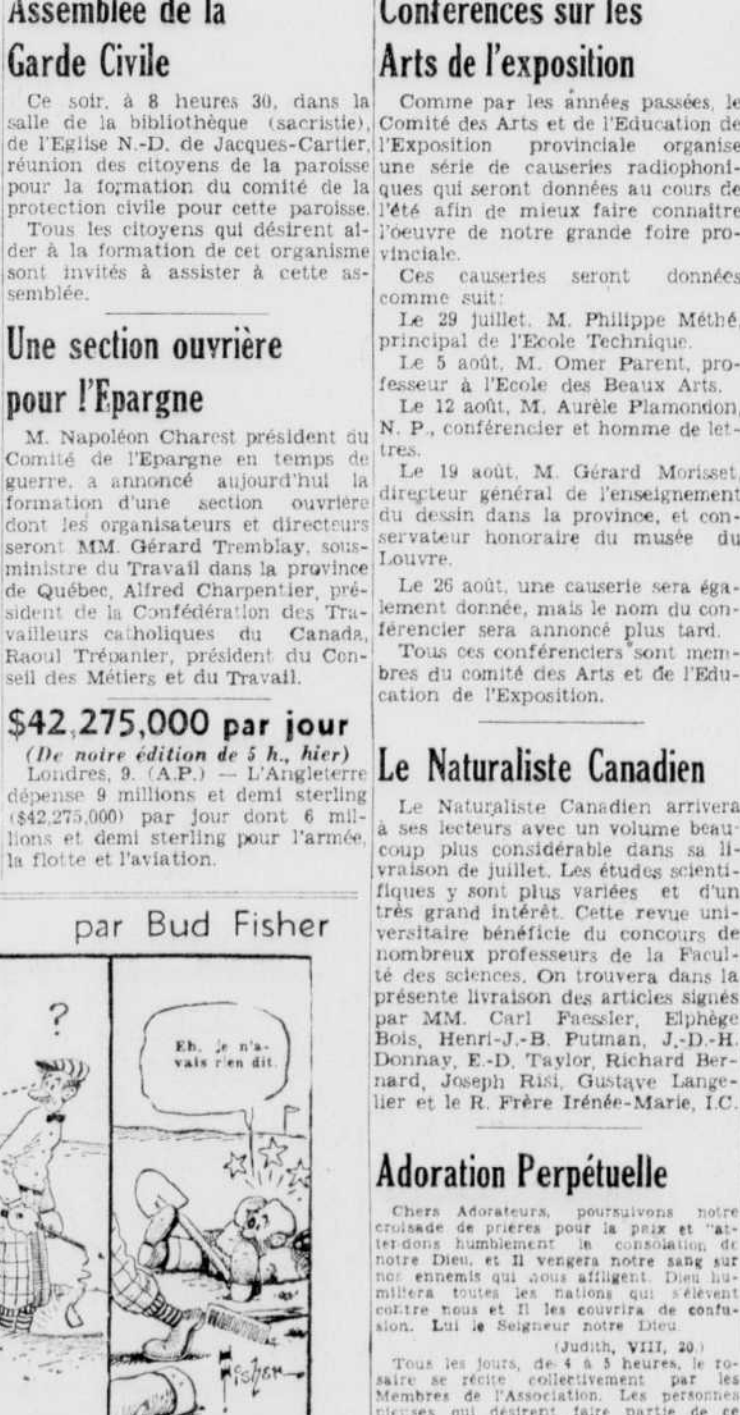 Assemblée de la
Garde Civile
Ce soir, à 8 heures 30, dans la
salle de la bibliothèque (sacristie),
de l'Eglise N.-D. de Jacques-Cartier,
réunion des citoyens de la paroisse
pour la formation du comité de la
protection civile pour cette paroisse.
Tous les citoyens qui désirent ai-
der à la formation de cet organisme
sont invités à assister à cette as-
semblée.
Une section ouvrière
pour l'Epargne
M. Napoléon Charest président du
Comité de l'Epargne en temps de
guerre, a annoncé aujourd'hui la
formation d'une section ouvrière
dont les organisateurs et directeurs
seront MM. Gérard Tremblay, sous-
ministre du Travail dans la province
de Québec, Alfred Charpentier, pré-
sident de la Confédération des Tra-
vailleurs catholiques du Canada,
Raoul Trépanier, président du Con-
seil des Métiers et du Travail.
$42,275,000 par jour
(De notre édition de 5 h., hier)
Londres, 9. (A.P.) — L'Angleterre
dépense 9 millions et demi sterling
($42,275,000) par jour dont 6 mil-
lions et demi sterling pour l'armée,
la flotte et l'aviation.
par Bud Fisher
?
Eh, je n'a-
vais rien dit.
Fisher
Conférences sur les
Arts de l'exposition
Comme par les années passées, le
Comité des Arts et de l'Education de
l'Exposition provinciale organise
une série de causeries radiophoni-
ques qui seront données au cours de
l'été afin de mieux faire connaître
l'oeuvre de notre grande foire pro-
vinciale.
Ces causeries seront données
comme suit:
Le 29 juillet, M. Philippe Méthé,
principal de l'Ecole Technique.
Le 5 août, M. Omer Parent, pro-
fesseur à l'Ecole des Beaux Arts.
Le 12 août, M. Aurèle Plamondon,
N. P., conférencier et homme de let-
tres.
Le 19 août, M. Gérard Morisset,
directeur général de l'enseignement
du dessin dans la province, et con-
servateur honoraire du musée du
Louvre.
Le 26 août, une causerie sera éga-
lement donnée, mais le nom du con-
férencier sera annoncé plus tard.
Tous ces conférenciers sont mem-
bres du comité des Arts et de l'Edu-
cation de l'Exposition.
Le Naturaliste Canadien
Le Naturaliste Canadien arrivera
à ses lecteurs avec un volume beau-
coup plus considérable dans sa li-
vraison de juillet. Les études scienti-
fiques y sont plus variées et d'un
très grand intérêt. Cette revue uni-
versitaire bénéficie du concours de
nombreux professeurs de la Facul-
té des sciences. On trouvera dans la
présente livraison des articles signés
par MM. Carl Faessler, Elphège
Bois, Henri-J.-B. Putman, J.-D.-H.
Donnay, E.-D. Taylor, Richard Ber-
nard, Joseph Risi, Gustave Lange-
lier et le R. Frère Irénée-Marie, I.C.
Adoration Perpétuelle
Chers Adorateurs, poursuivons notre
croisade de prières pour la paix et "at-
tendons humblement la consolation de
notre Dieu, et Il vengera notre sang sur
nos ennemis qui nous affligent. Dieu hu-
miliera toutes les nations qui s'élèvent
contre nous et Il les couvrira de confu-
sion. Lui le Seigneur notre Dieu.
(Judith, VIII, 20.)
Tous les jours, de 4 à 5 heures, le ro-
saire se récite collectivement par les
Membres de l'Association. Les personnes
pieuses qui désirent faire partie de ce